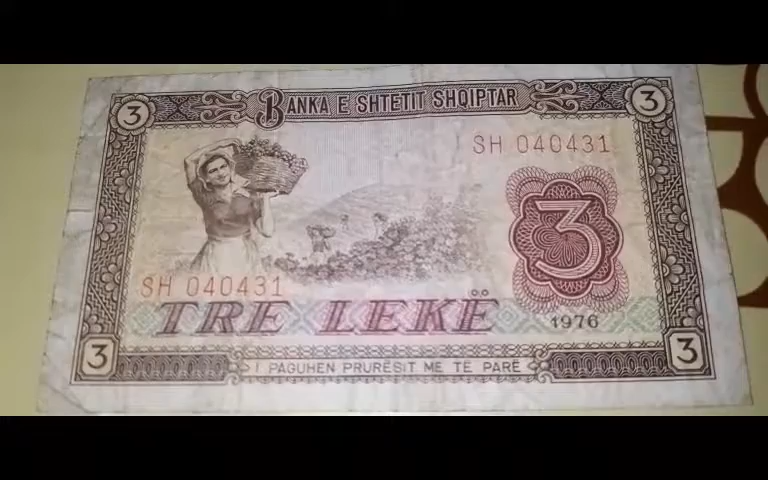 3
BANKA E SHTETIT SHQIPTAR
3
SH 040431
3
SH 040431
TRE LEKË
1976
3
I PAGUHEN PRURËSIT ME TË PARË
3